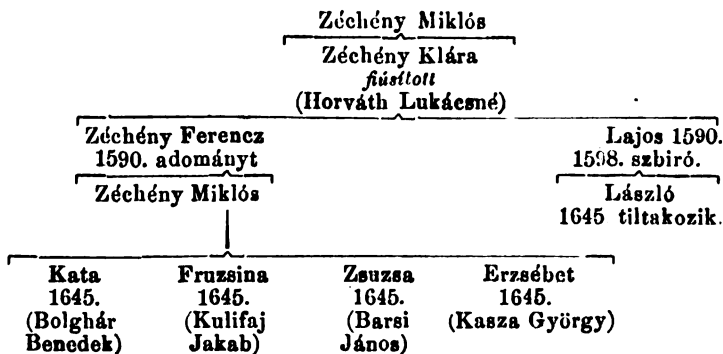 Zéchény Miklós
Zéchény Klára
fiúsított
(Horváth Lukácsné)
Zéchény Ferencz
1590. adományt
Lajos 1590.
1598. szbiró.
Zéchény Miklós
László
1645 tiltakozik.
Kata
1645.
(Bolghár
Benedek)
Fruzsina
1645.
(Kulifaj
Jakab)
Zsuzsa
1645.
(Barsi
János)
Erzsébet
1645.
(Kasza György)